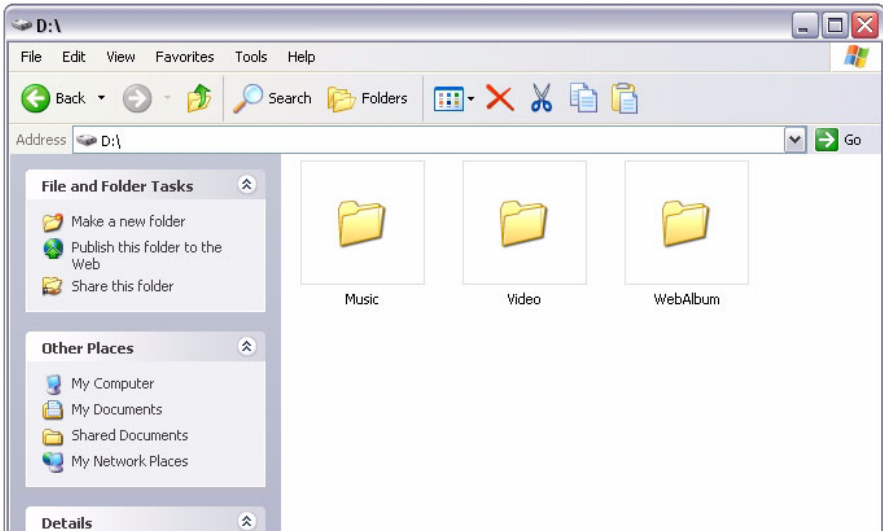 D:\
File Edit View Favorites Tools Help
Back Search Folders
Address D:\ Go
File and Folder Tasks
Make a new folder
Publish this folder to the
Web
Share this folder
Other Places
My Computer
My Documents
Shared Documents
My Network Places
Details
Music Video WebAlbum